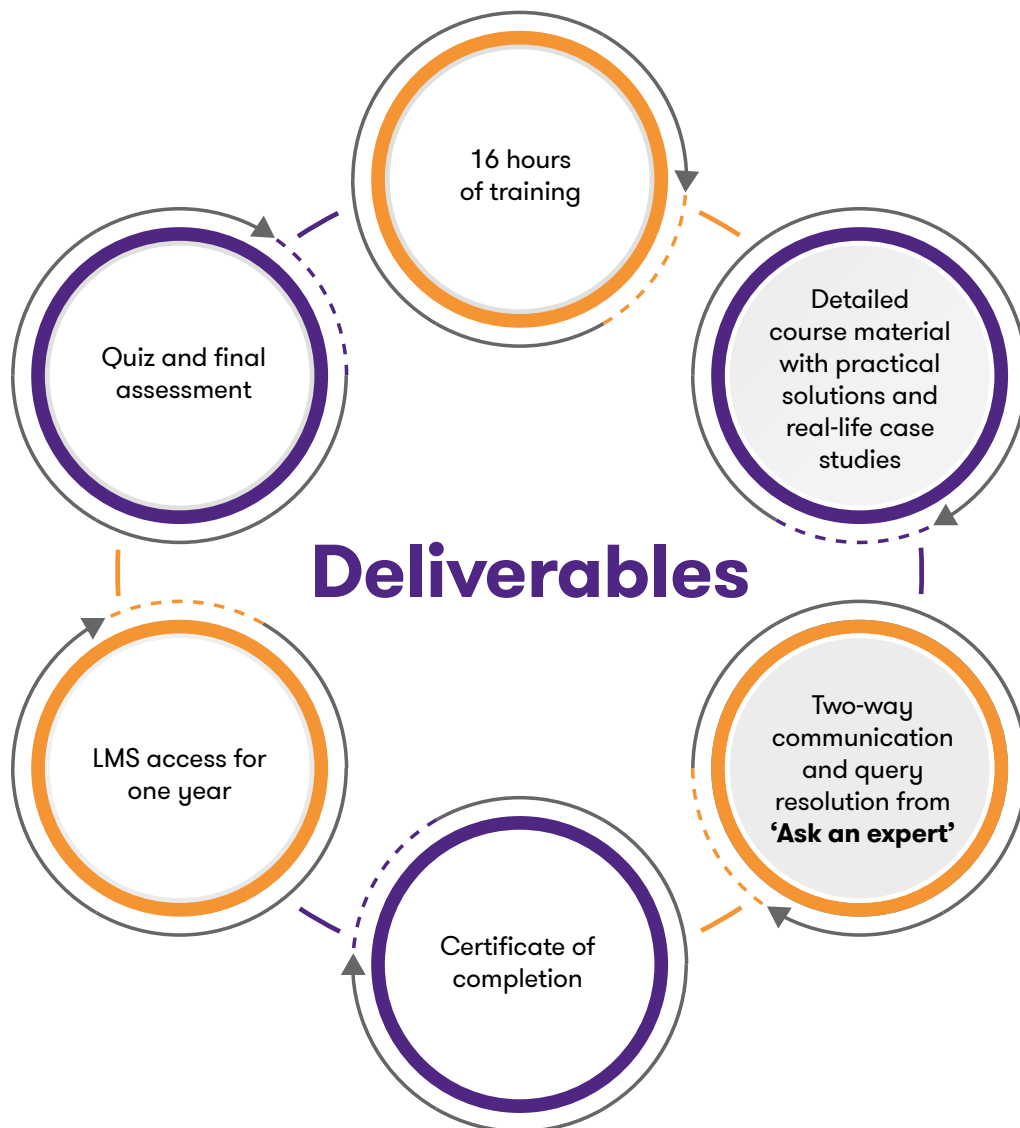 16 hours
of training
Detailed
course material
with practical
solutions and
real-life case
studies
Two-way
communication
and query
resolution from
‘Ask an expert’
Certificate of
completion
LMS access for
one year
Quiz and final
assessment
Deliverables